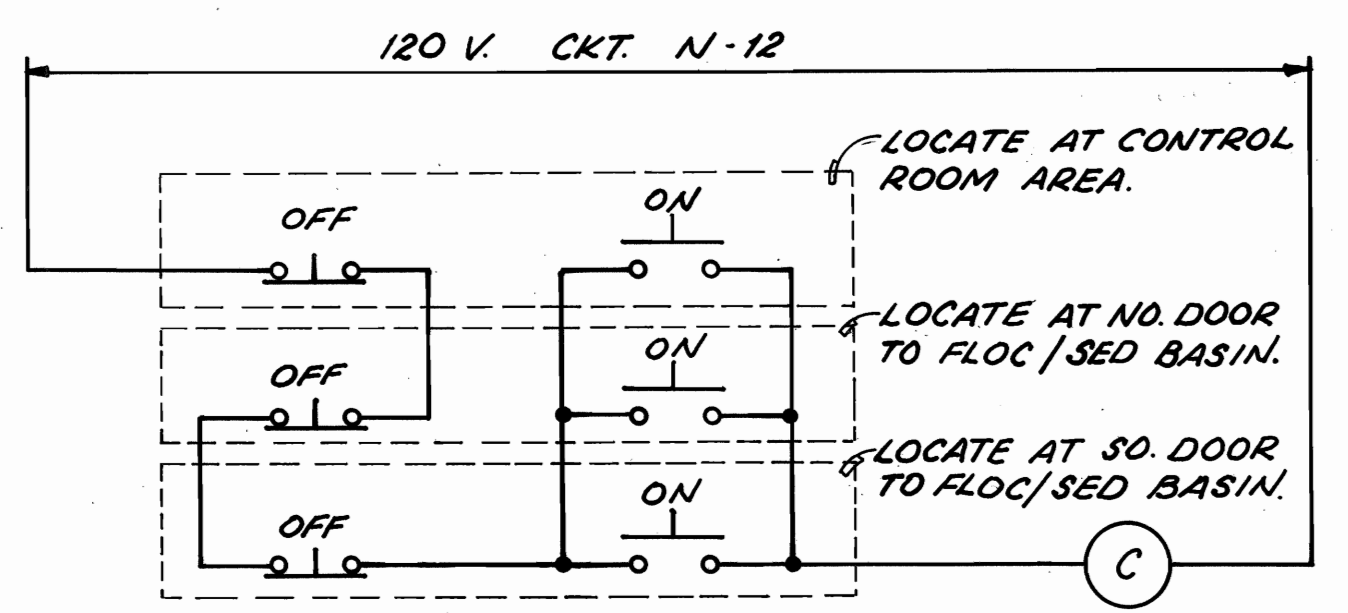 120 V. CKT. N-12
LOCATE AT CONTROL
ROOM AREA.
OFF
ON
LOCATE AT NO. DOOR
TO FLOC/SED BASIN.
OFF
ON
LOCATE AT SO. DOOR
TO FLOC/SED BASIN.
OFF
ON
C